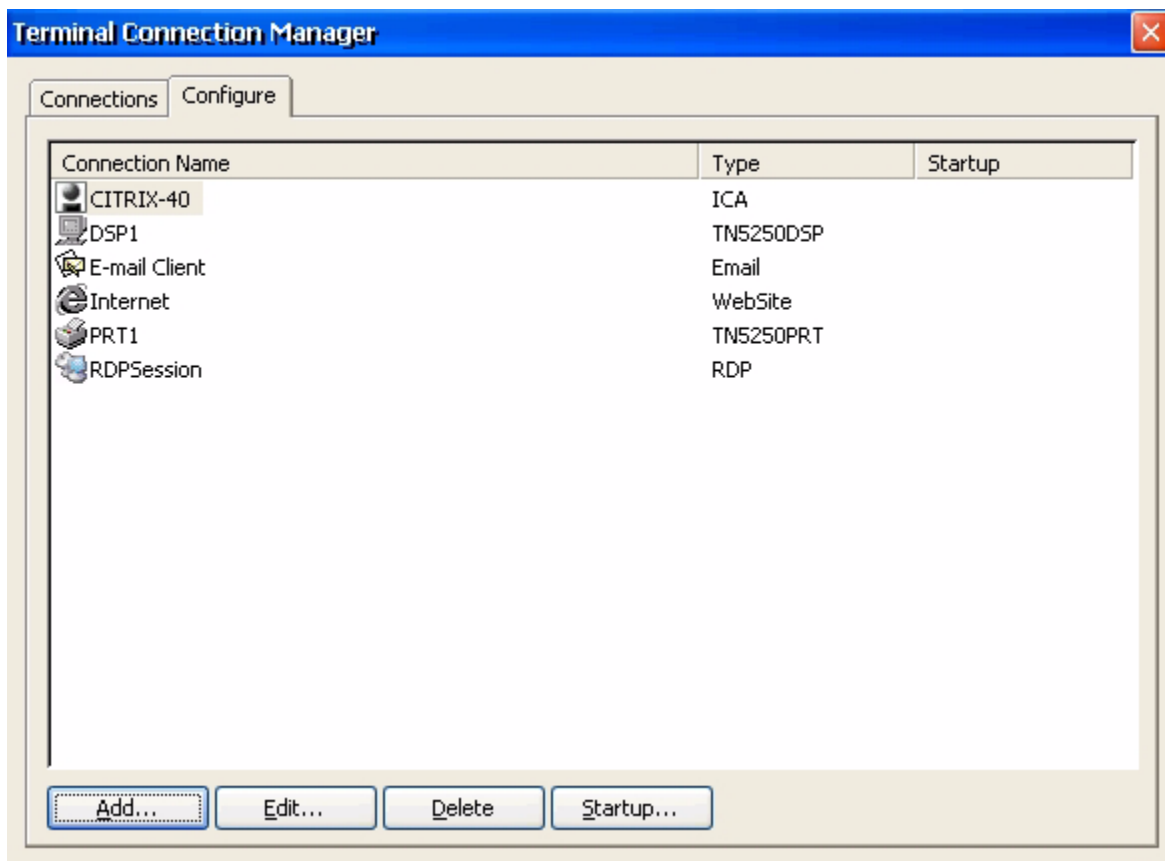 Terminal Connection Manager
Connections Configure
Connection Name Type Startup
CITRIX-40 ICA
DSP1 TN5250DSP
E-mail Client Email
Internet WebSite
PRT1 TN5250PRT
RDPSession RDP
Add... Edit... Delete Startup...